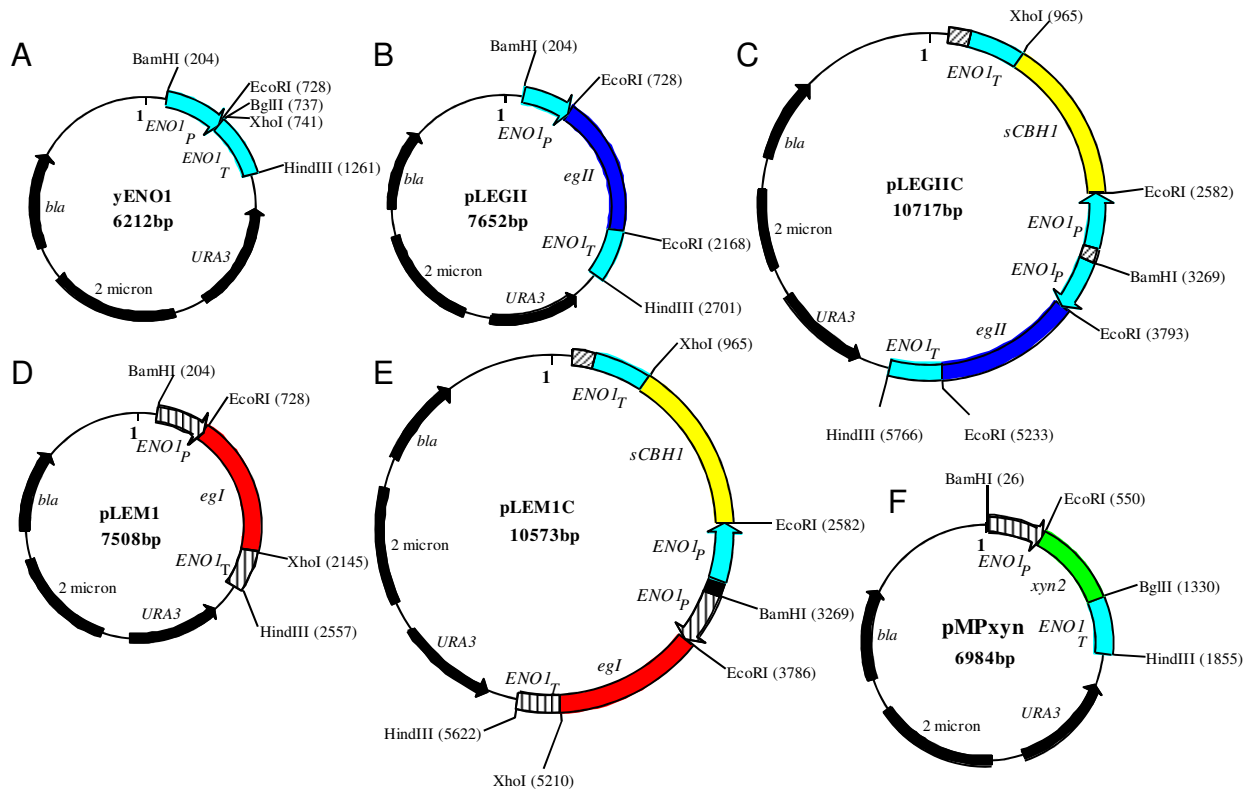 A
BamHI (204)
EcoRI (728)
BglII (737)
XhoI (741)
1
ENO1P
ENO1T
HindIII (1261)
bla
yENO1
6212bp
URA3
2 micron
B
BamHI (204)
EcoRI (728)
1
ENO1P
bla
egII
pLEGII
7652bp
ENO1T
EcoRI (2168)
2 micron
URA3
HindIII (2701)
C
XhoI (965)
1
ENO1T
bla
sCBH1
pLEGIIC
10717bp
EcoRI (2582)
2 micron
ENO1P
ENO1P
BamHI (3269)
URA3
egII
EcoRI (3793)
ENO1T
HindIII (5766)
EcoRI (5233)
D
BamHI (204)
EcoRI (728)
1
ENO1P
bla
egI
pLEM1
7508bp
ENO1T
XhoI (2145)
2 micron
URA3
HindIII (2557)
E
XhoI (965)
1
ENO1T
bla
sCBH1
pLEM1C
10573bp
EcoRI (2582)
2 micron
ENO1P
ENO1P
BamHI (3269)
URA3
egI
EcoRI (3786)
ENO1T
HindIII (5622)
XhoI (5210)
F
BamHI (26)
EcoRI (550)
1
ENO1P
xyn2
BglII (1330)
bla
pMPxyn
6984bp
ENO1T
HindIII (1855)
2 micron
URA3